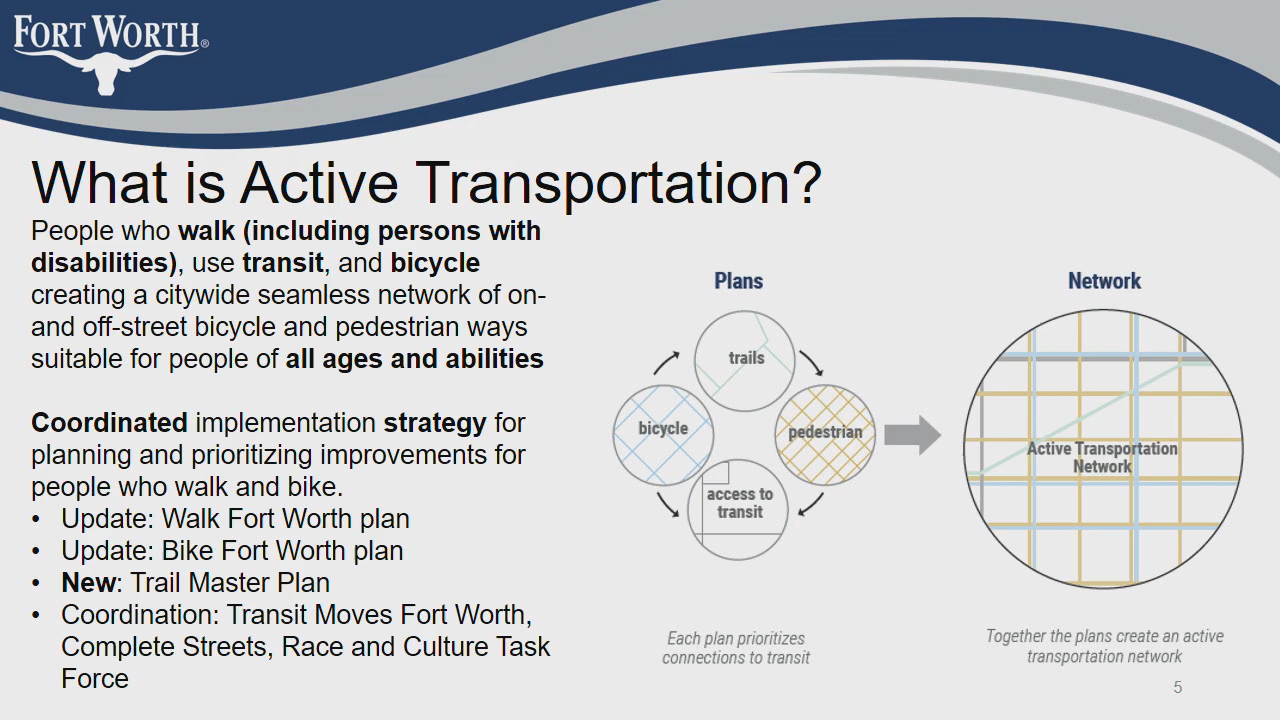 FORT WORTH®
What is Active Transportation?
People who walk (including persons with
disabilities), use transit, and bicycle
creating a citywide seamless network of on-
and off-street bicycle and pedestrian ways
suitable for people of all ages and abilities
Coordinated implementation strategy for
planning and prioritizing improvements for
people who walk and bike.
• Update: Walk Fort Worth plan
• Update: Bike Fort Worth plan
• New: Trail Master Plan
• Coordination: Transit Moves Fort Worth,
Complete Streets, Race and Culture Task
Force
Plans
trails
bicycle
pedestrian
access to
transit
Each plan prioritizes
connections to transit
Network
Active Transportation
Network
Together the plans create an active
transportation network
5